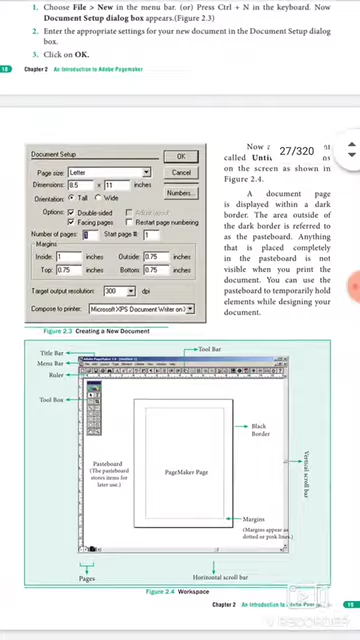 1. Choose File > New in the menu bar. (or) Press Ctrl + N in the keyboard. Now
Document Setup dialog box appears.(Figure 2.3)
2. Enter the appropriate settings for your new document in the Document Setup dialog
box.
3. Click on OK.
18 Chapter 2 An Introduction to Adobe Pagemaker
Document Setup
Page size: Letter
OK
Dimensions: 8.5 x 11 inches
Cancel
Orientation: Tall Wide
Numbers...
Options: Double-sided Adjust layout
Facing pages Restart page numbering
Number of pages: 1 Start page #: 1
Margins
Inside: 1 inches Outside: 0.75 inches
Top: 0.75 inches Bottom: 0.75 inches
Target output resolution: 300 dpi
Compose to printer: Microsoft XPS Document Writer on
Figure 2.3 Creating a New Document
Now a
27/320
called
on the screen as shown in
Figure 2.4.
A document page
is displayed within a dark
border. The area outside of
the dark border is referred to
as the pasteboard. Anything
that is placed completely
in the pasteboard is not
visible when you print the
document. You can use the
pasteboard to temporarily hold
elements while designing your
document.
Title Bar
Tool Bar
Menu Bar
Ruler
Tool Box
Black
Border
Vertical scroll bar
Pasteboard
(The pasteboard
stores items for
later use.)
PageMaker Page
Margins
(Margins appear as
dotted or pink lines.)
Pages
Horizontal scroll bar
Figure 2.4 Workspace
Chapter 2 An Introduction to
19